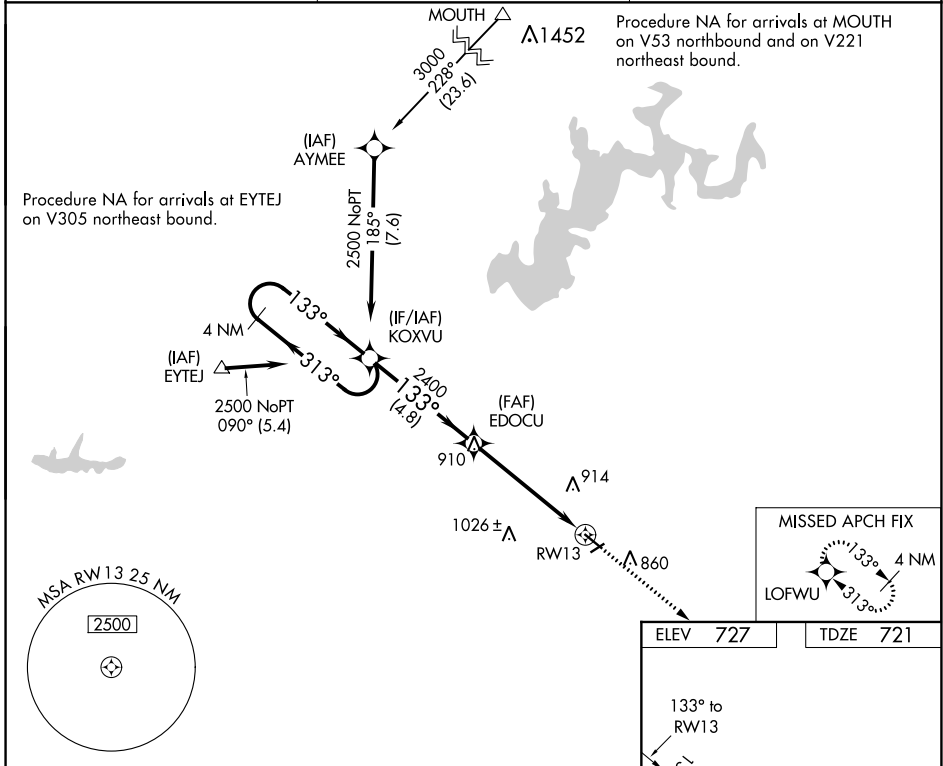 MOUTH
1452
Procedure NA for arrivals at MOUTH
on V53 northbound and on V221
northeast bound.
3000
228°
(23.6)
(IAF)
AYMEE
Procedure NA for arrivals at EYTEJ
on V305 northeast bound.
2500 NoPT
185°
(7.6)
133°
4 NM
313°
(IF/IAF)
KOXVU
(IAF)
EYTEJ
2500 NoPT
090° (5.4)
2400
133°
(4.8)
(FAF)
EDOCU
910
914
1026 ±
RW13
860
MISSED APCH FIX
133°
4 NM
LOFWU
313°
MSA RW13 25 NM
2500
ELEV 727
TDZE 721
133° to
RW13